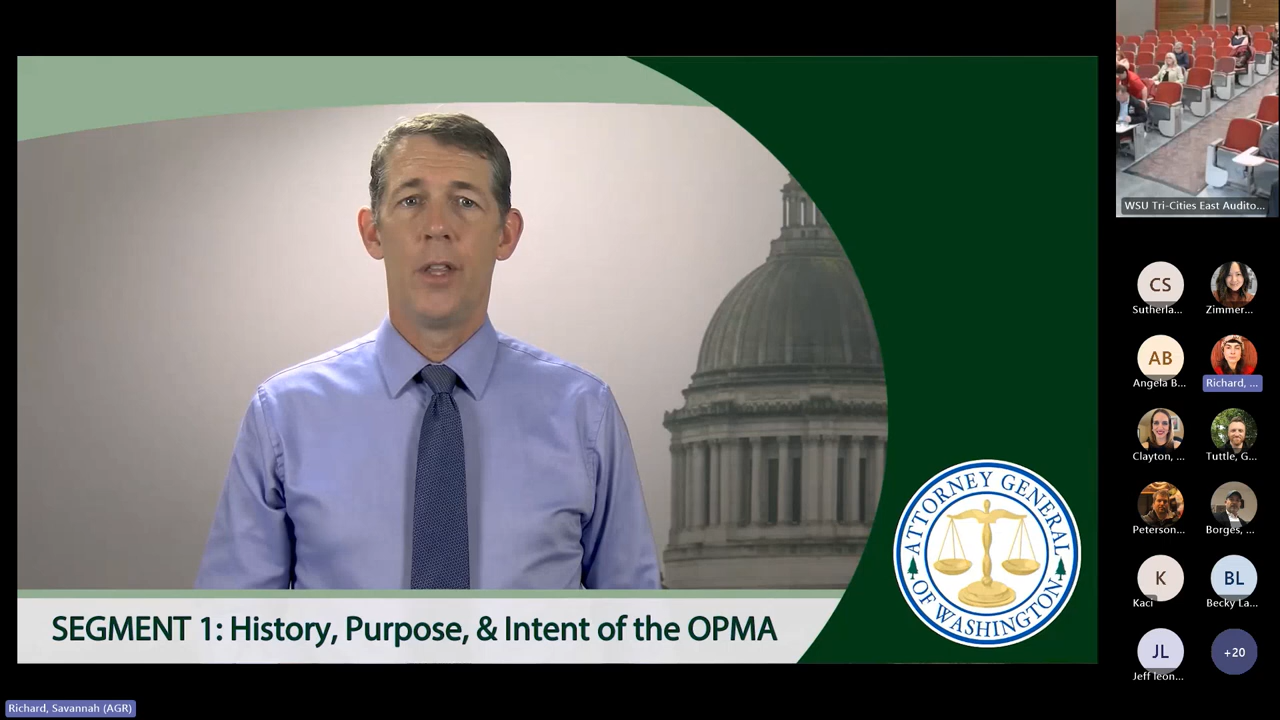 WSU Tri-Cities East Audito...
CS
Sutherla...
Zimmer...
AB
Angela B...
Richard, ...
Clayton, ...
Tuttle, G...
Peterson...
Borges, ...
K
Kaci
BL
Becky La...
JL
Jeff leon...
+20
ATTORNEY GENERAL
OF WASHINGTON
SEGMENT 1: History, Purpose, & Intent of the OPMA
Richard, Savannah (AGR)